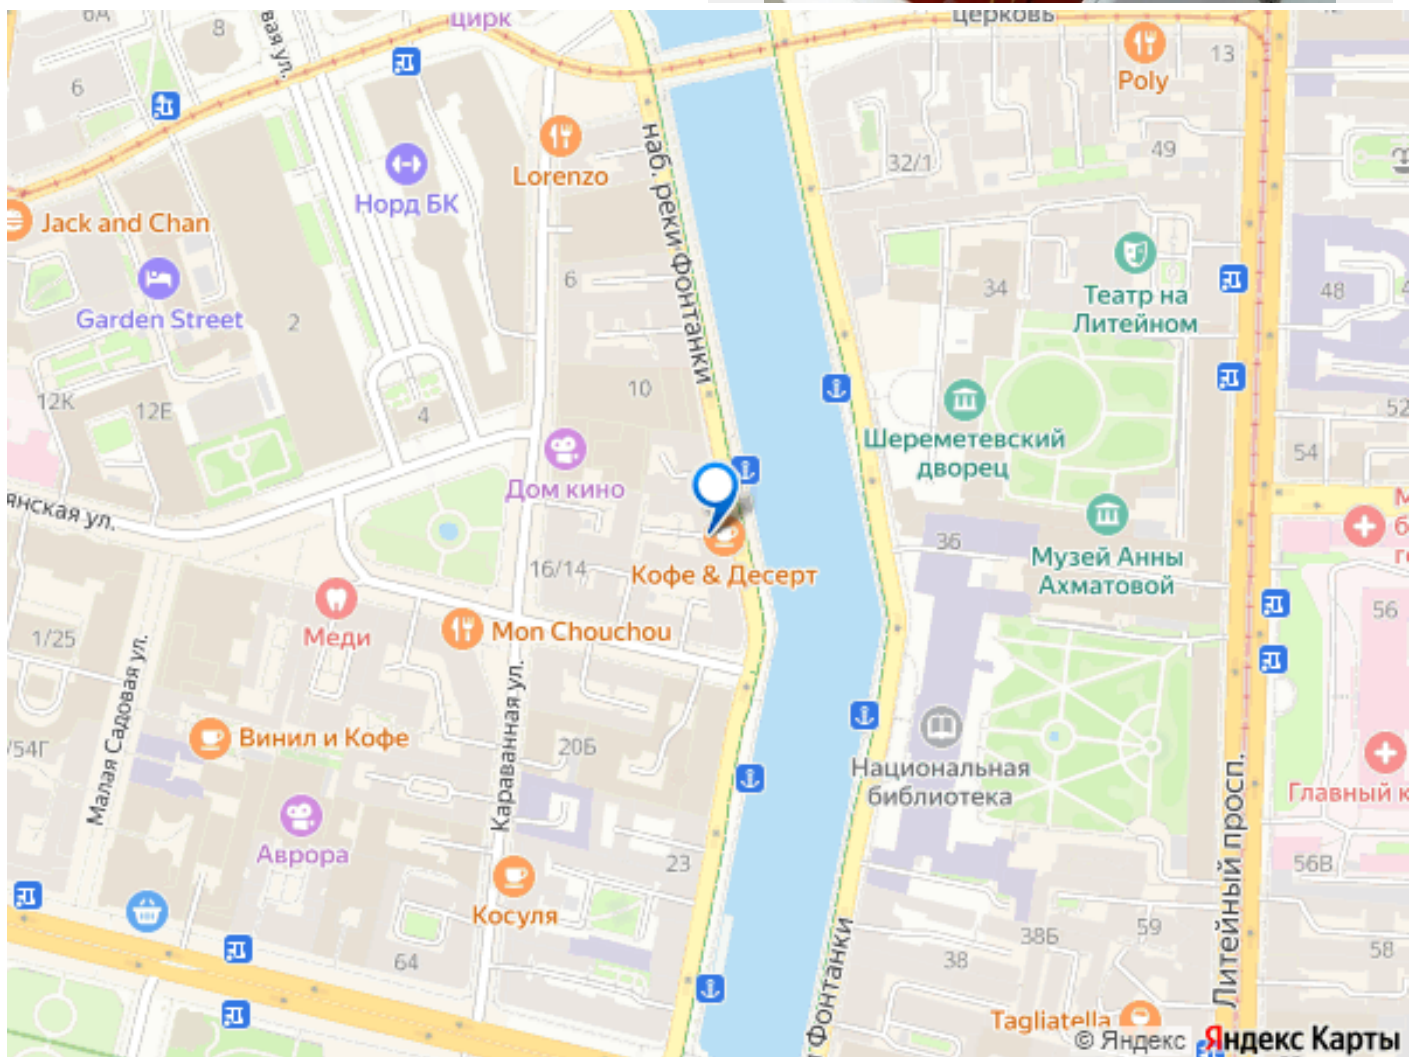 цирк
церковь
8
вая ул.
13
Poly
6
наб. реки Фонтанки
49
32/1
Lorenzo
Норд БК
Jack and Chan
6
34
Театр на
Литейном
48
Garden Street
2
10
12К
12Е
4
52
Шереметевский
дворец
54
Дом кино
янская ул.
36
Музей Анны
Ахматовой
16/14
Кофе & Десерт
56
1/25
Меди
Mon Chouchou
Малая Садовая ул.
Караванная ул.
/54Г
Винил и Кофе
20Б
Национальная
библиотека
Главный к
Литейный просп.
Аврора
23
56В
Косуля
59
38Б
64
38
58
Фонтанки
Tagliatella
© Яндекс Яндекс Карты